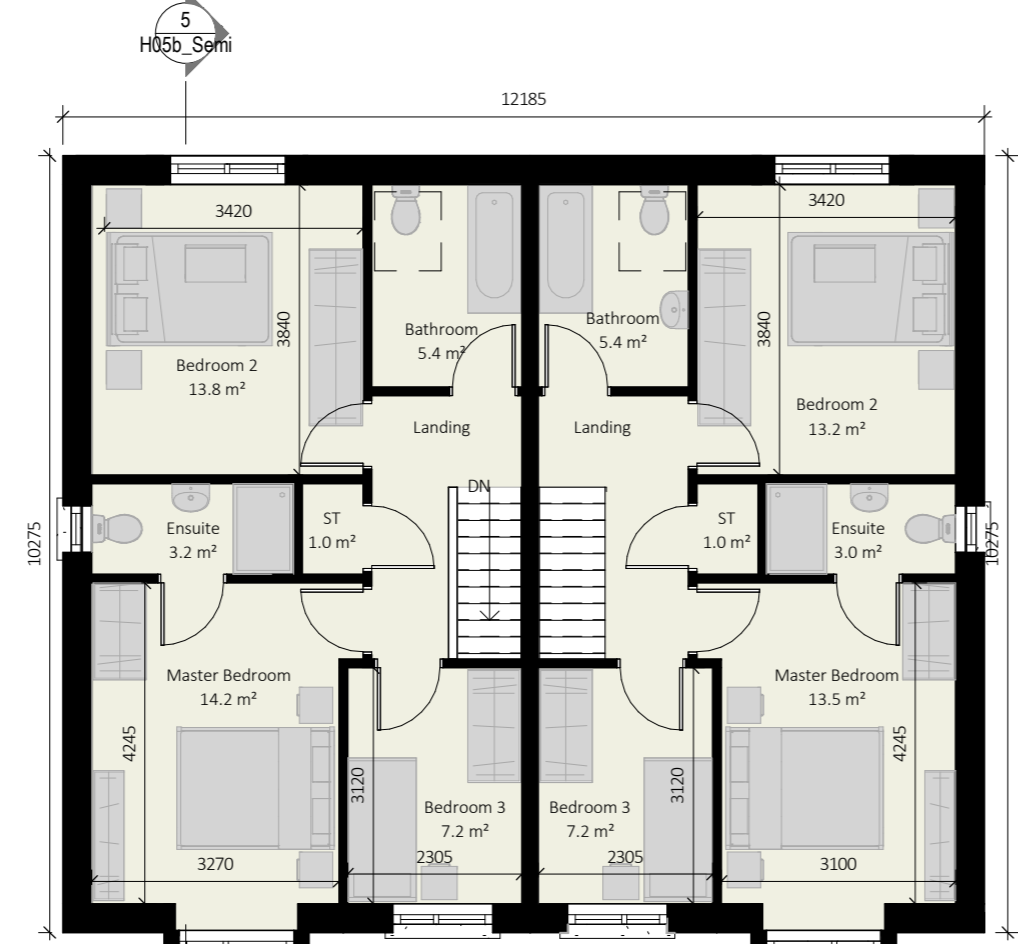 5
H05b_Semi
12185
3420
3420
3840
3840
Bathroom
5.4 m²
Bathroom
5.4 m²
Bedroom 2
13.8 m²
Bedroom 2
13.2 m²
Landing
Landing
DN
10275
Ensuite
3.2 m²
ST
1.0 m²
ST
1.0 m²
Ensuite
3.0 m²
10275
Master Bedroom
14.2 m²
Master Bedroom
13.5 m²
4245
3120
Bedroom 3
7.2 m²
Bedroom 3
7.2 m²
3120
4245
3270
2305
2305
3100